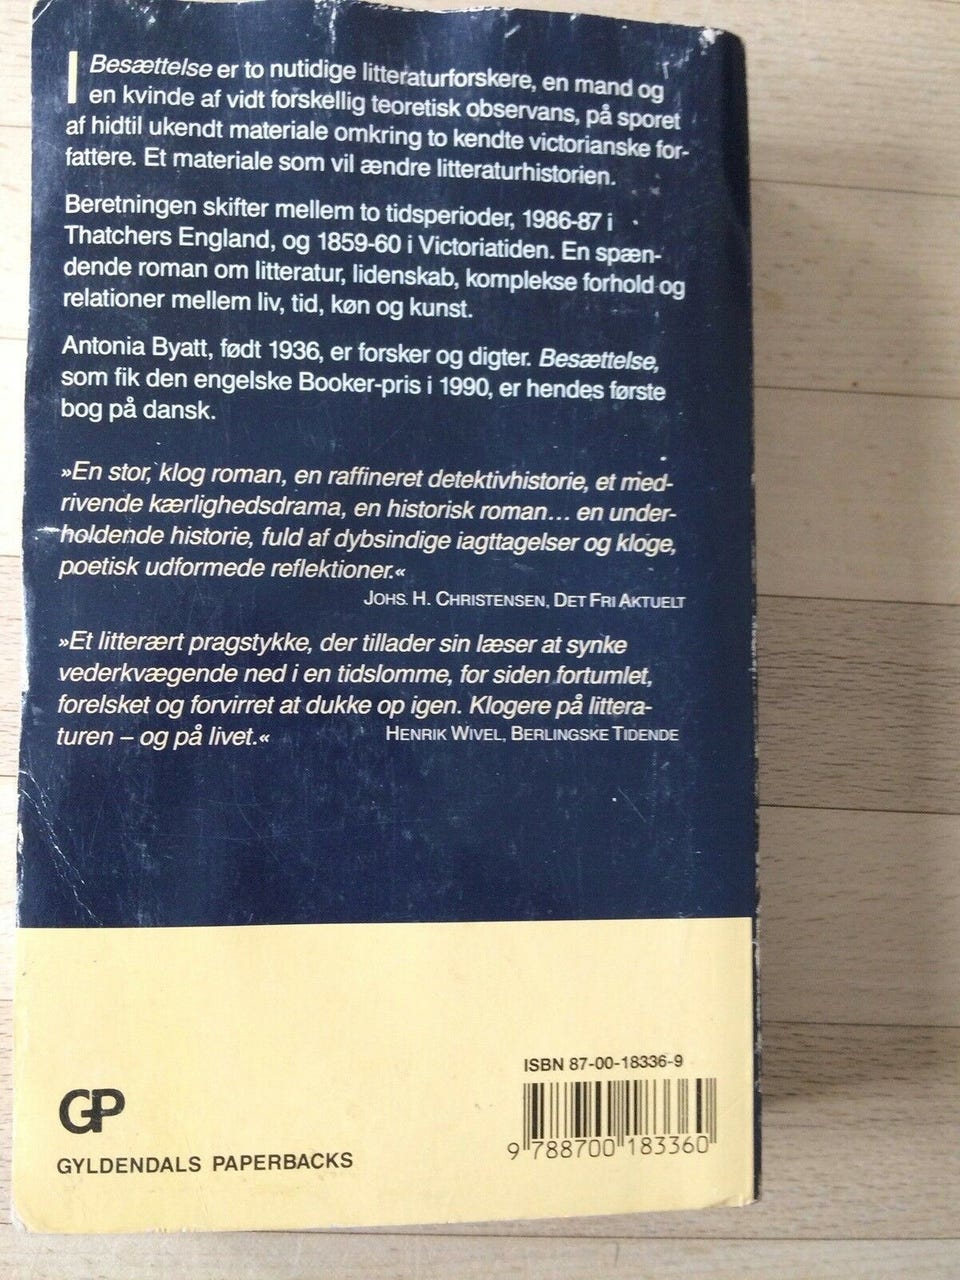 I Besættelse er to nutidige litteraturforskere, en mand og
en kvinde af vidt forskellig teoretisk observans, på sporet
af hidtil ukendt materiale omkring to kendte victorianske for-
fattere. Et materiale som vil ændre litteraturhistorien.
Beretningen skifter mellem to tidsperioder, 1986-87 i
Thatchers England, og 1859-60 i Victoriatiden. En spæn-
dende roman om litteratur, lidenskab, komplekse forhold og
relationer mellem liv, tid, køn og kunst.
Antonia Byatt, født 1936, er forsker og digter. Besættelse,
som fik den engelske Booker-pris i 1990, er hendes første
bog på dansk.
»En stor, klog roman, en raffineret detektivhistorie, et med-
rivende kærlighedsdrama, en historisk roman... en under-
holdende historie, fuld af dybsindige iagttagelser og kloge,
poetisk udformede reflektioner.«
JOHS. H. CHRISTENSEN, DET FRI AKTUELT
»Et litterært pragstykke, der tillader sin læser at synke
vederkvægende ned i en tidslomme, for siden fortumlet,
forelsket og forvirret at dukke op igen. Klogere på littera-
turen – og på livet.« HENRIK WIVEL, BERLINGSKE TIDENDE
ISBN 87-00-18336-9
9 788700 183360
GP
GYLDENDALS PAPERBACKS